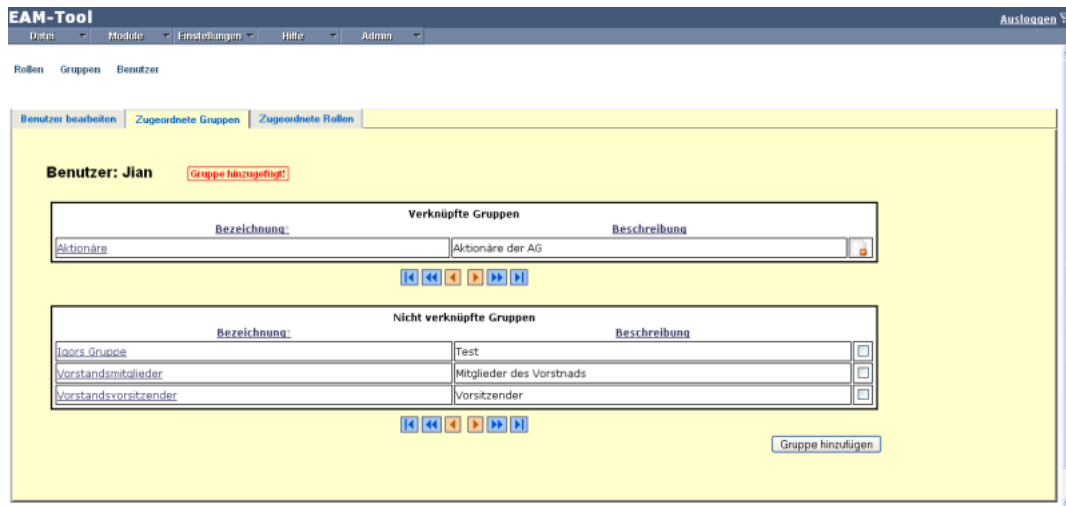 EAM-Tool
Ausloggen
Datei Module Einstellungen Hilfe Admin
Rollen Gruppen Benutzer
Benutzer bearbeiten Zugeordnete Gruppen Zugeordnete Rollen
Benutzer: Jian Gruppe hinzugefügt!
Verknüpfte Gruppen
Bezeichnung: Beschreibung
Aktionäre Aktionäre der AG
Nicht verknüpfte Gruppen
Bezeichnung: Beschreibung
Igors Gruppe Test
Vorstandsmitglieder Mitglieder des Vorstnads
Vorstandsvorsitzender Vorsitzender
Gruppe hinzufügen